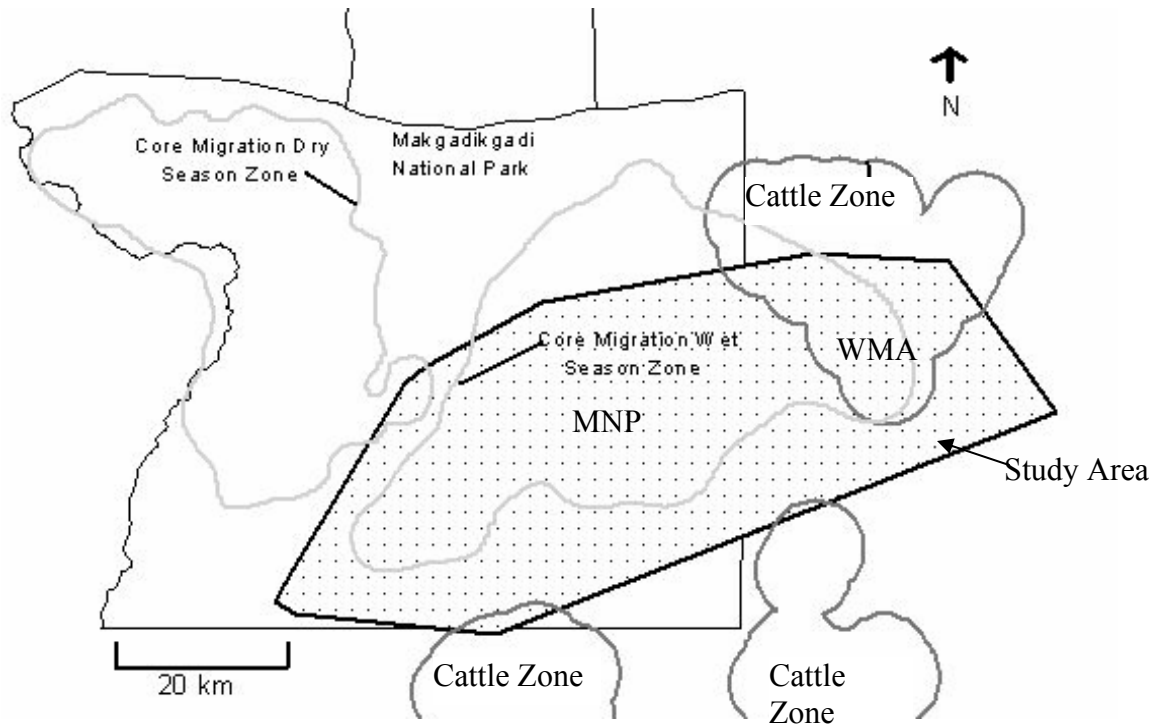 N
Core Migration Dry
Season Zone
Makgadikgadi
National Park
Cattle Zone
Core Migration Wet
Season Zone
WMA
MNP
Study Area
20 km
Cattle Zone
Cattle
Zone